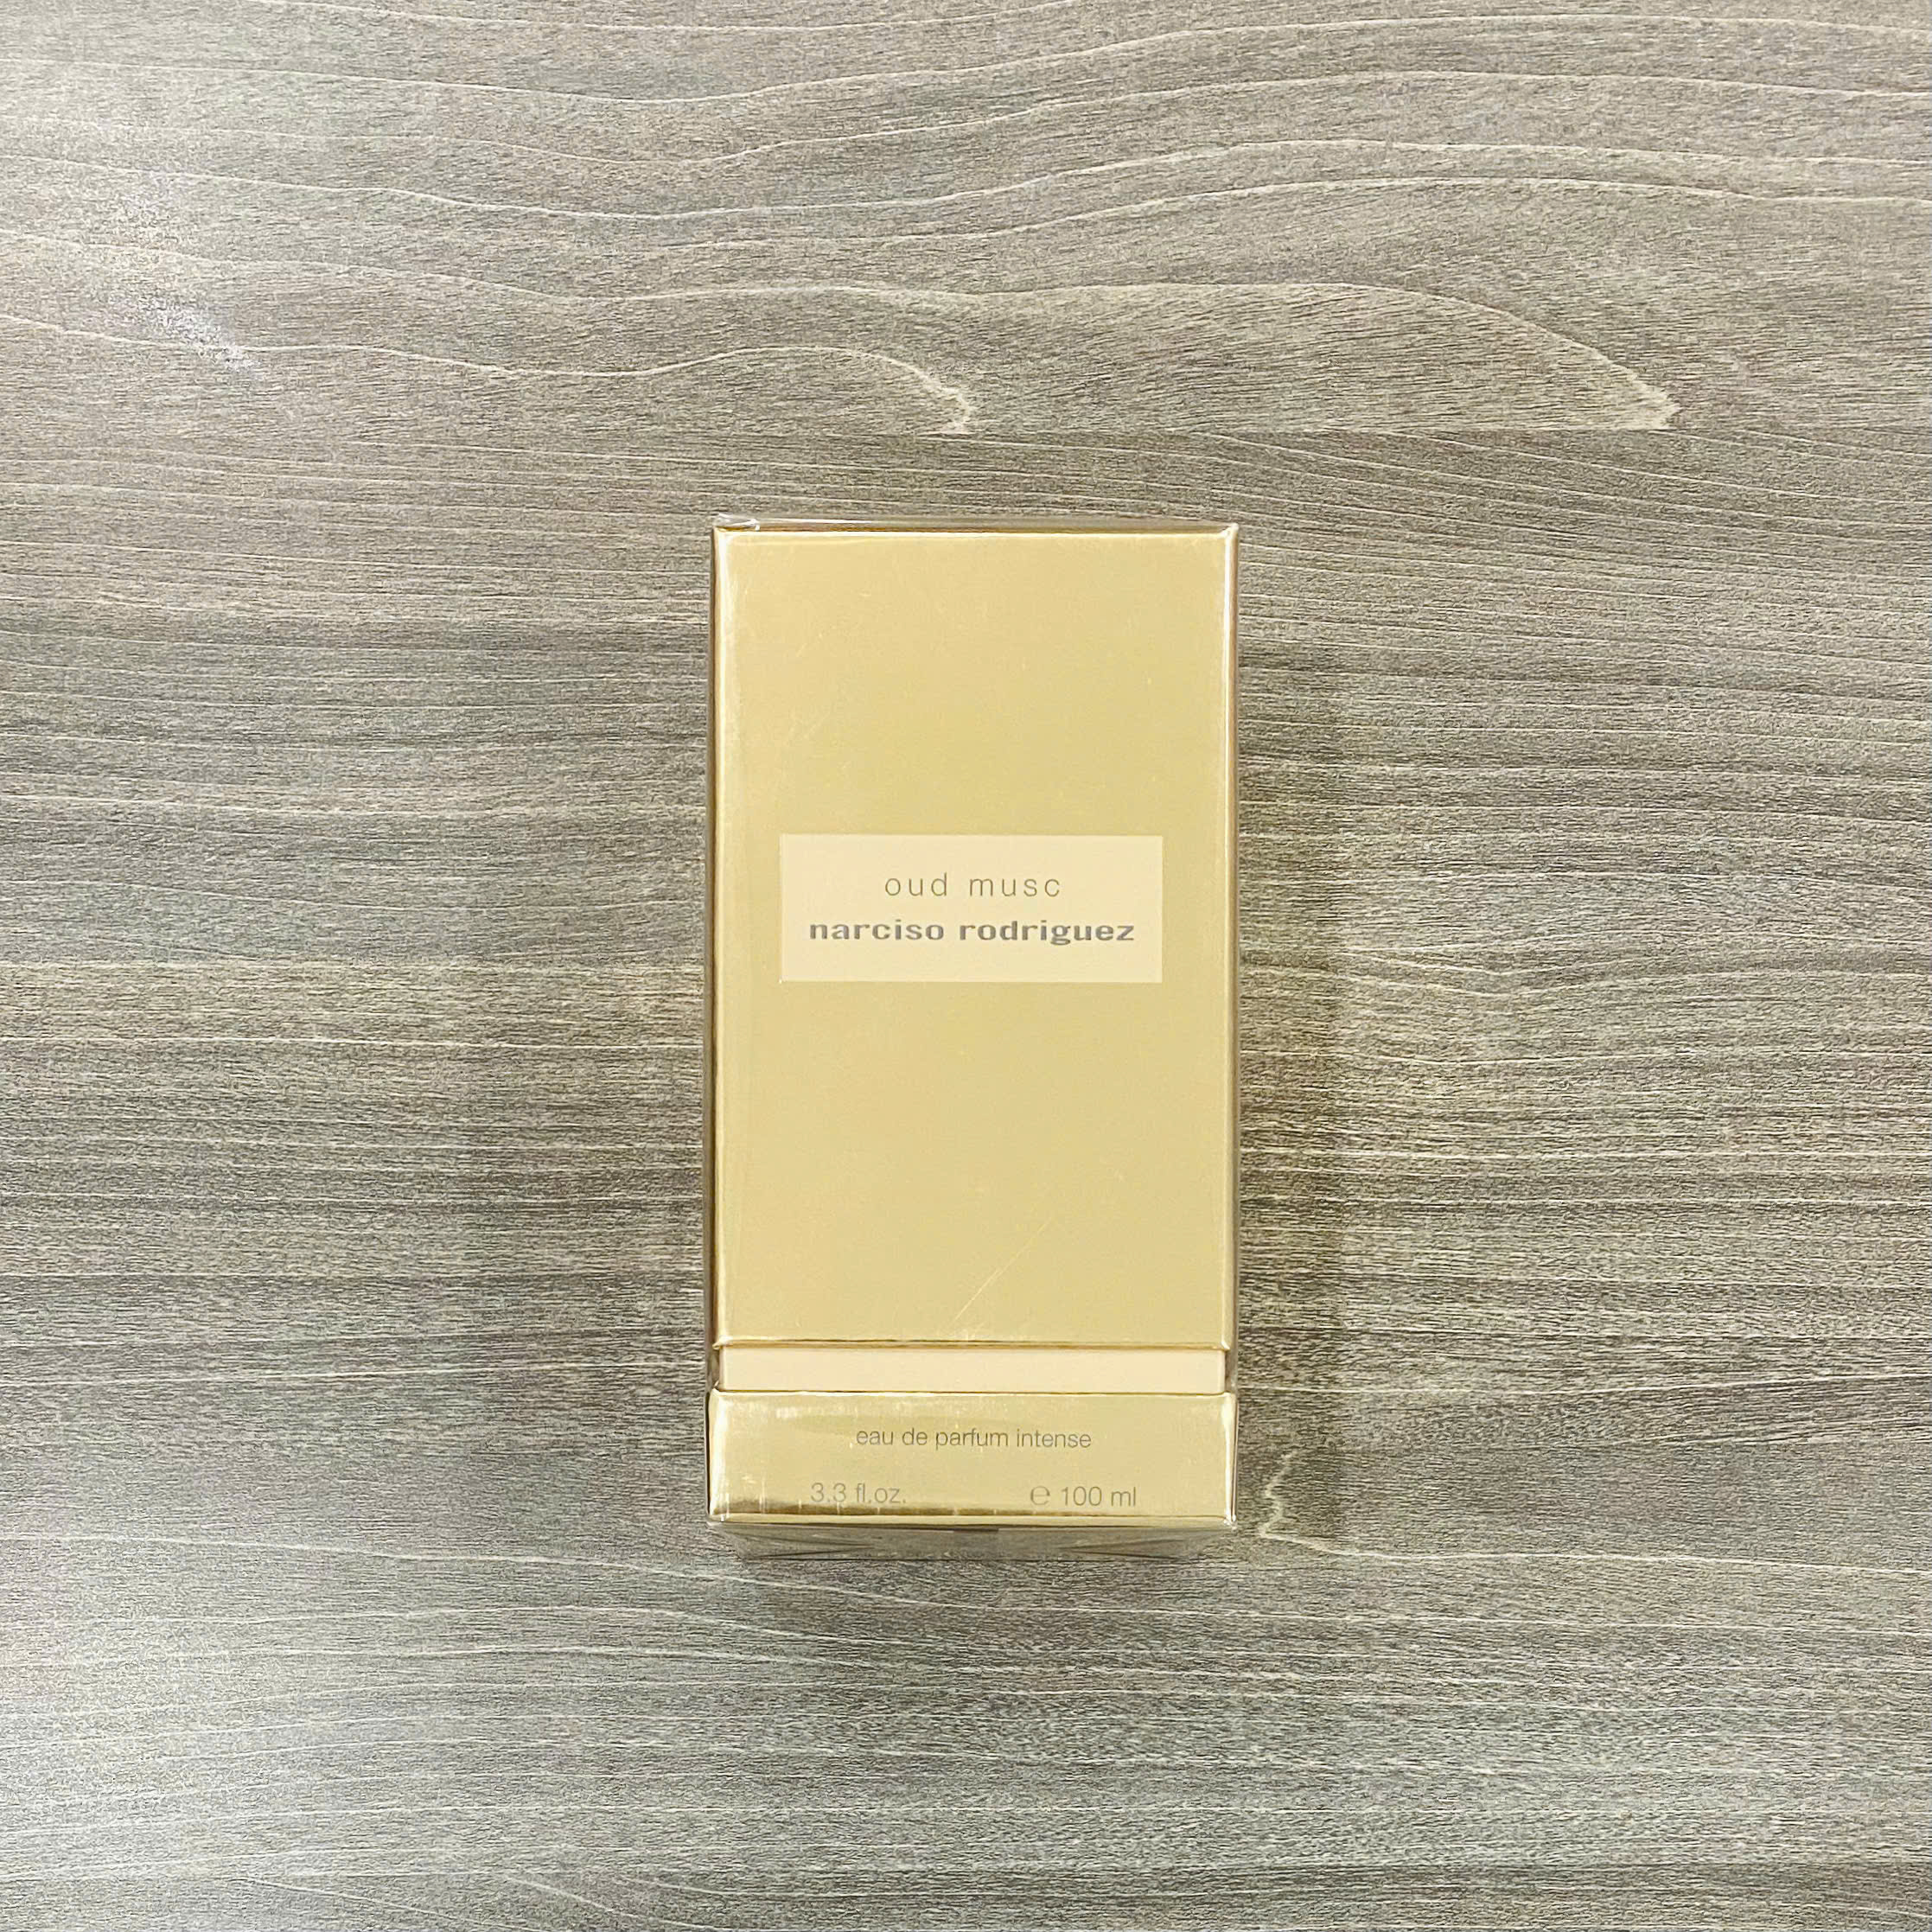 oud musc
narciso rodriguez
eau de parfum intense
3.3 fl.oz. ℮ 100 ml